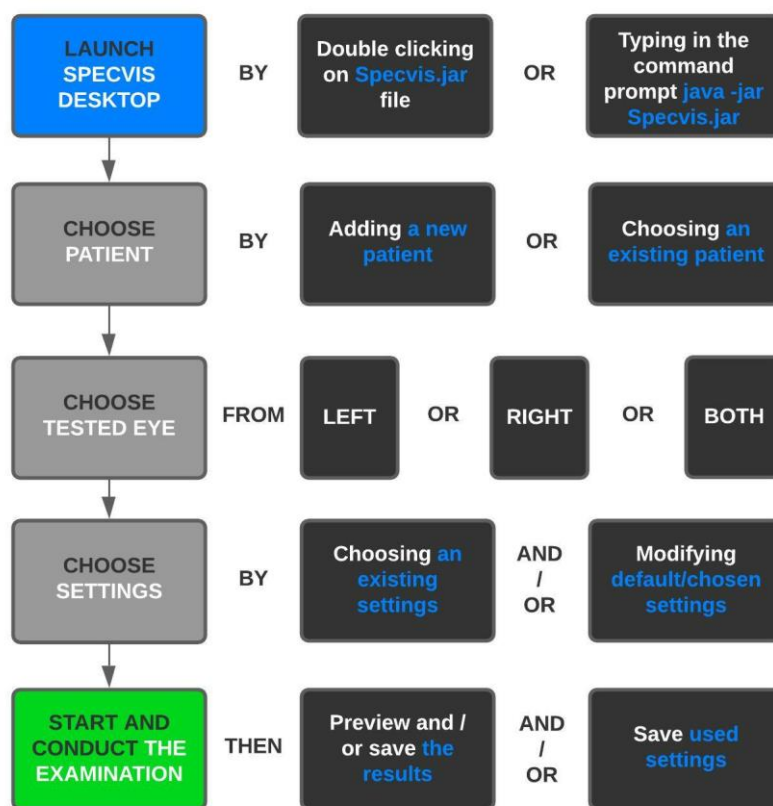 LAUNCH
SPECVIS
DESKTOP
BY
Double clicking
on Specvis.jar
file
OR
Typing in the
command
prompt java -jar
Specvis.jar
CHOOSE
PATIENT
BY
Adding a new
patient
OR
Choosing an
existing patient
CHOOSE
TESTED EYE
FROM
LEFT
OR
RIGHT
OR
BOTH
CHOOSE
SETTINGS
BY
Choosing an
existing
settings
AND
/
OR
Modifying
default/chosen
settings
START AND
CONDUCT THE
EXAMINATION
THEN
Preview and /
or save the
results
AND
/
OR
Save used
settings